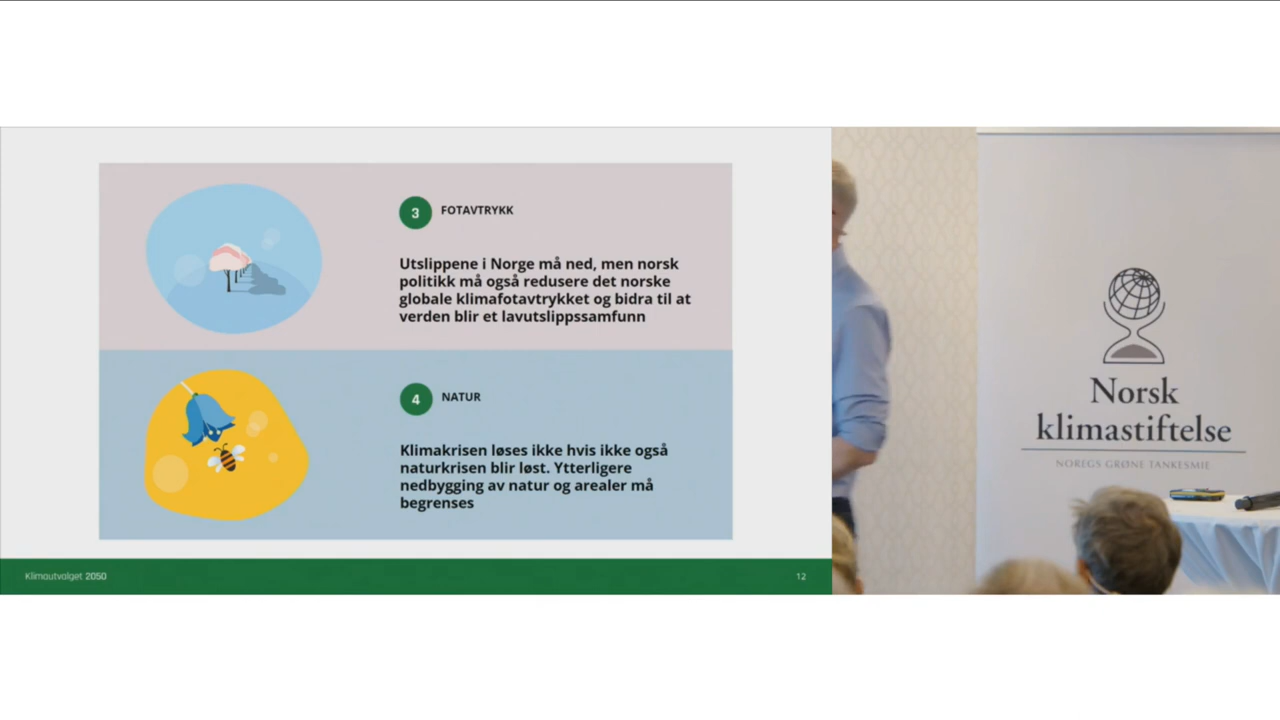 3 FOTAVTRYKK
Utslippene i Norge må ned, men norsk
politikk må også redusere det norske
globale klimafotavtrykket og bidra til at
verden blir et lavutslippssamfunn
4 NATUR
Klimakrisen løses ikke hvis ikke også
naturkrisen blir løst. Ytterligere
nedbygging av natur og arealer må
begrenses
Klimautvalget 2050
12
Norsk
klimastiftelse
NOREGS GRØNE TANKESMIE